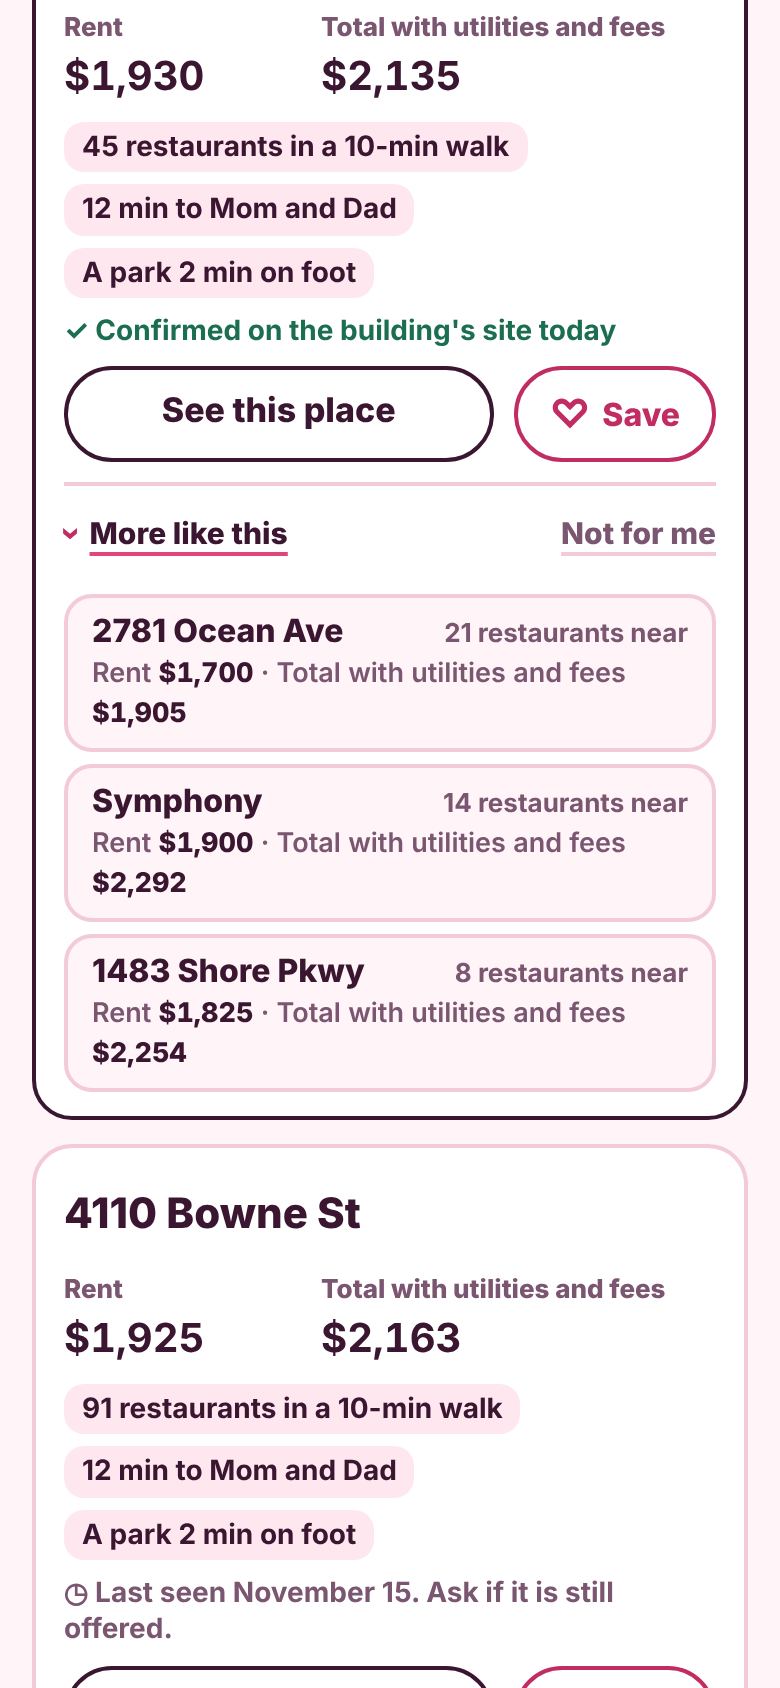 Rent Total with utilities and fees
$1,930 $2,135
45 restaurants in a 10-min walk
12 min to Mom and Dad
A park 2 min on foot
✓ Confirmed on the building's site today
See this place ♡ Save
More like this Not for me
2781 Ocean Ave 21 restaurants near
Rent $1,700 · Total with utilities and fees
$1,905
Symphony 14 restaurants near
Rent $1,900 · Total with utilities and fees
$2,292
1483 Shore Pkwy 8 restaurants near
Rent $1,825 · Total with utilities and fees
$2,254
4110 Bowne St
Rent Total with utilities and fees
$1,925 $2,163
91 restaurants in a 10-min walk
12 min to Mom and Dad
A park 2 min on foot
Last seen November 15. Ask if it is still
offered.